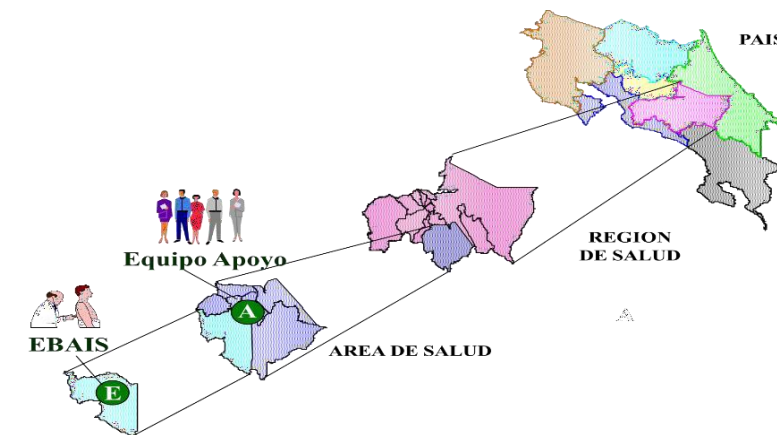 PAIS
REGION
DE SALUD
Equipo Apoyo
A
AREA DE SALUD
EBAIS
E